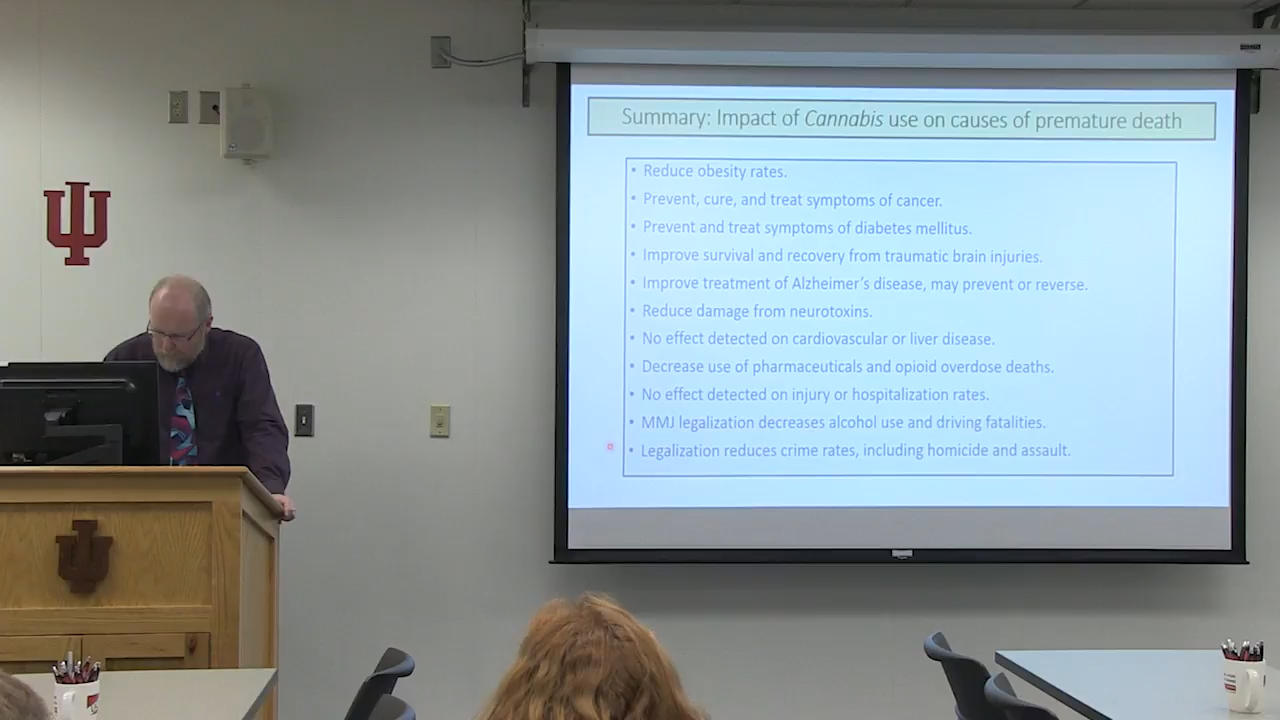 Summary: Impact of Cannabis use on causes of premature death
• Reduce obesity rates.
• Prevent, cure, and treat symptoms of cancer.
• Prevent and treat symptoms of diabetes mellitus.
• Improve survival and recovery from traumatic brain injuries.
• Improve treatment of Alzheimer's disease, may prevent or reverse.
• Reduce damage from neurotoxins.
• No effect detected on cardiovascular or liver disease.
• Decrease use of pharmaceuticals and opioid overdose deaths.
• No effect detected on injury or hospitalization rates.
• MMJ legalization decreases alcohol use and driving fatalities.
• Legalization reduces crime rates, including homicide and assault.